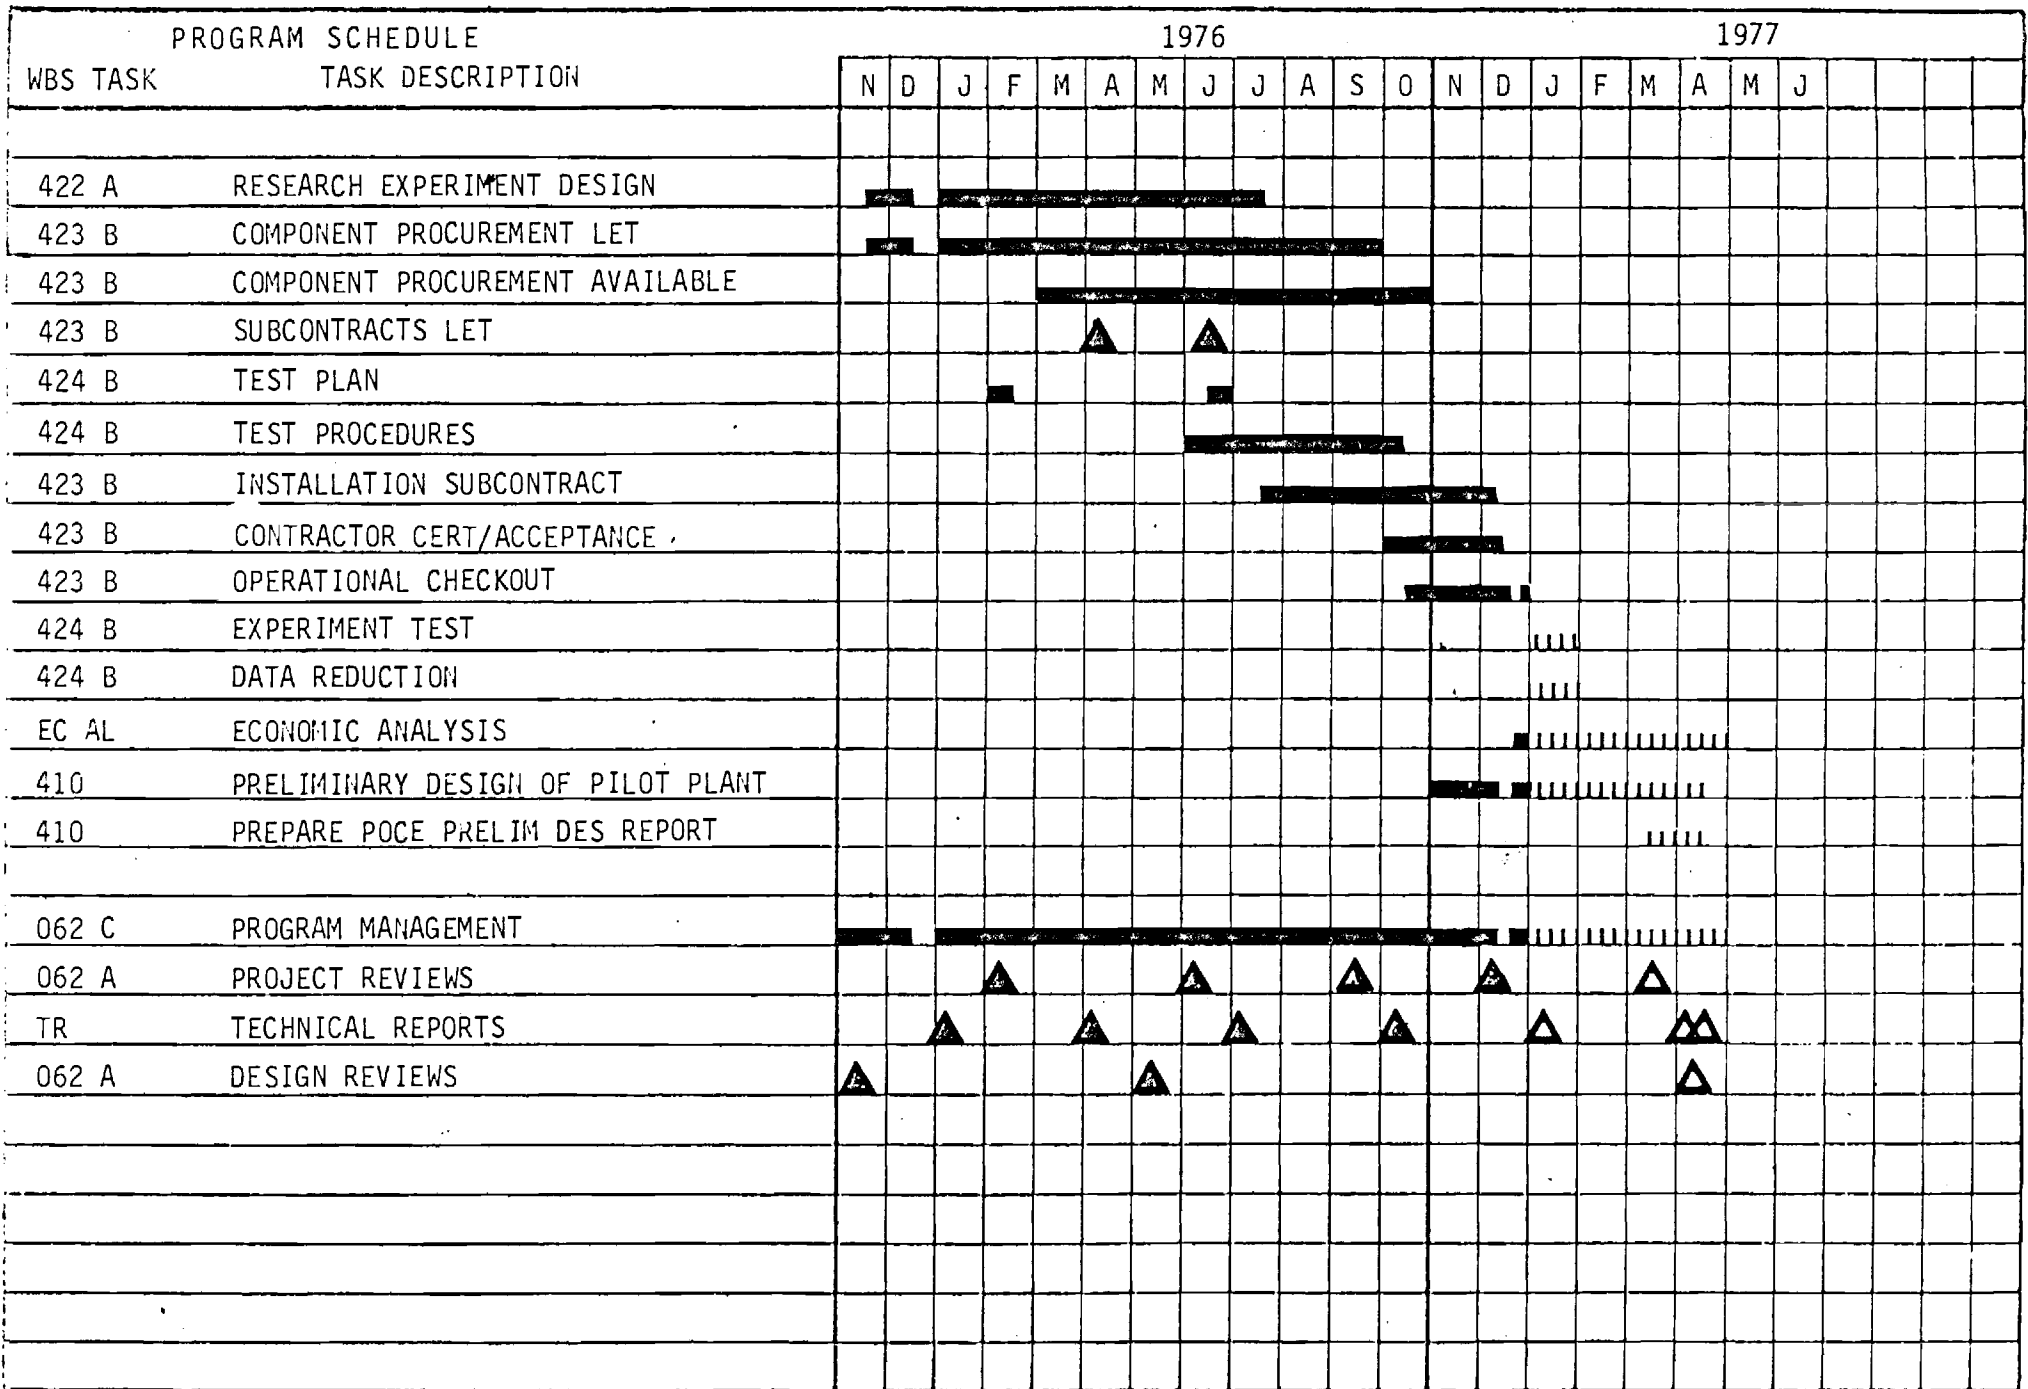 PROGRAM SCHEDULE 1976 1977
WBS TASK TASK DESCRIPTION N D J F M A M J J A S O N D J F M A M J
422 A RESEARCH EXPERIMENT DESIGN
423 B COMPONENT PROCUREMENT LET
423 B COMPONENT PROCUREMENT AVAILABLE
423 B SUBCONTRACTS LET
424 B TEST PLAN
424 B TEST PROCEDURES
423 B INSTALLATION SUBCONTRACT
423 B CONTRACTOR CERT/ACCEPTANCE
423 B OPERATIONAL CHECKOUT
424 B EXPERIMENT TEST
424 B DATA REDUCTION
EC AL ECONOMIC ANALYSIS
410 PRELIMINARY DESIGN OF PILOT PLANT
410 PREPARE POCE PRELIM DES REPORT
062 C PROGRAM MANAGEMENT
062 A PROJECT REVIEWS
TR TECHNICAL REPORTS
062 A DESIGN REVIEWS